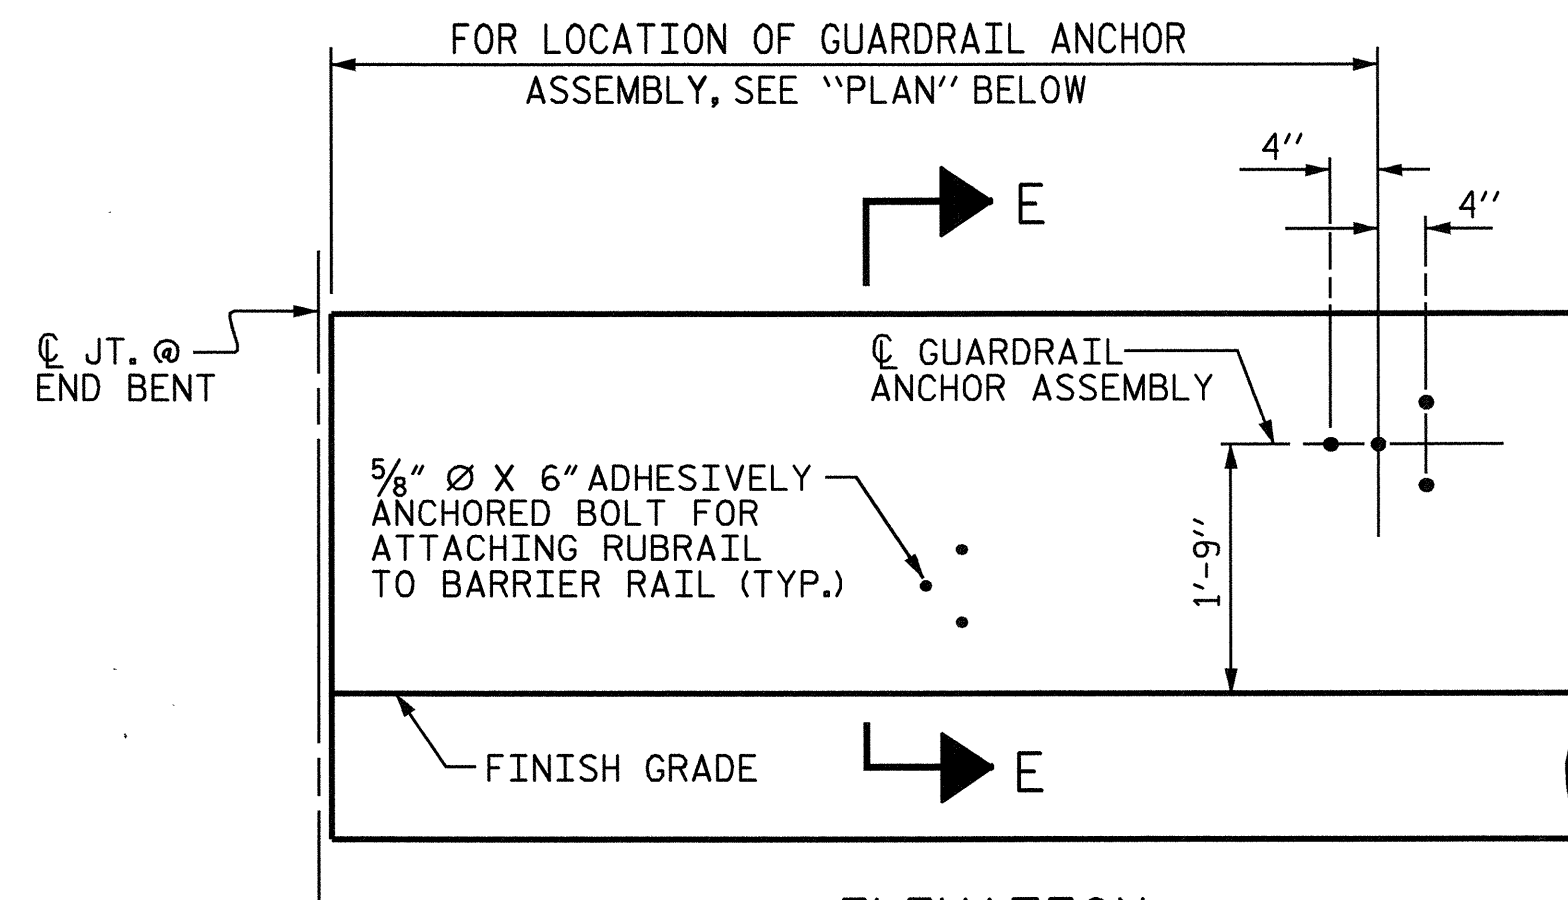 FOR LOCATION OF GUARDRAIL ANCHOR
ASSEMBLY, SEE "PLAN" BELOW
4"
4"
E
℄ JT. @
END BENT
℄ GUARDRAIL
ANCHOR ASSEMBLY
5/8" Ø X 6" ADHESIVELY
ANCHORED BOLT FOR
ATTACHING RUBRAIL
TO BARRIER RAIL (TYP.)
1'-9"
FINISH GRADE
E